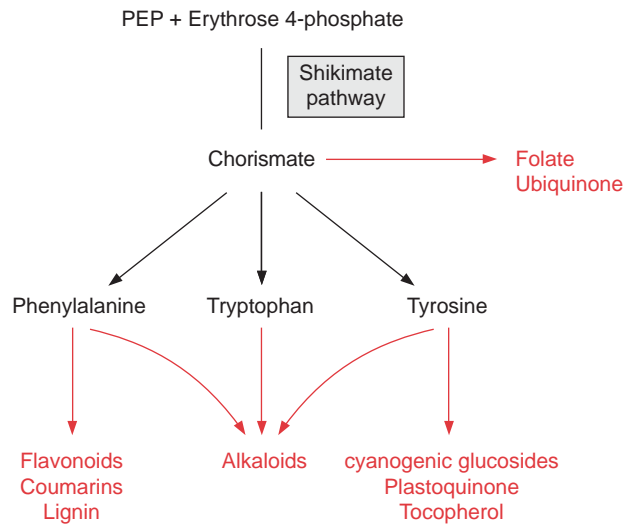 PEP + Erythrose 4-phosphate
Shikimate
pathway
Chorismate
Folate
Ubiquinone
Phenylalanine
Tryptophan
Tyrosine
Flavonoids
Coumarins
Lignin
Alkaloids
cyanogenic glucosides
Plastoquinone
Tocopherol